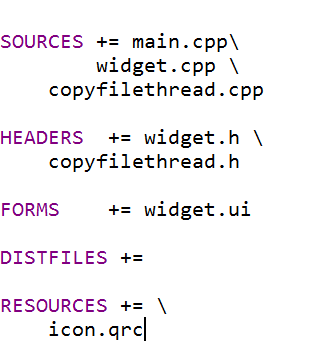 SOURCES += main.cpp\
        widget.cpp \
    copyfilethread.cpp
HEADERS  += widget.h \
    copyfilethread.h
FORMS    += widget.ui
DISTFILES +=
RESOURCES += \
    icon.qrc